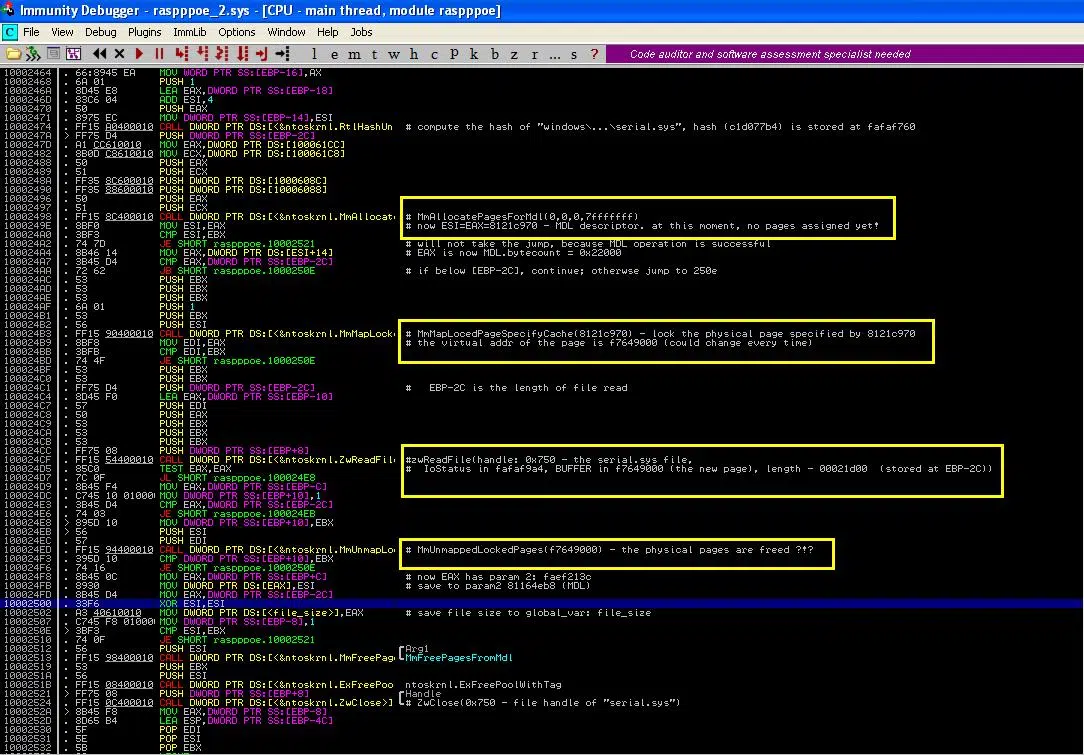 Immunity Debugger - raspppoe_2.sys - [CPU - main thread, module raspppoe]
C File View Debug Plugins ImmLib Options Window Help Jobs
l e m t w h c P k b z r ... s ? Code auditor and software assessment specialist needed
10002464 . 66:8945 EA MOV WORD PTR SS:[EBP-16],AX
10002468 . 6A 01 PUSH 1
1000246A . 8D45 E8 LEA EAX,DWORD PTR SS:[EBP-18]
1000246D . 83C6 04 ADD ESI,4
10002470 . 50 PUSH EAX
10002471 . 8975 EC MOV DWORD PTR SS:[EBP-14],ESI
10002474 . FF15 A0400010 CALL DWORD PTR DS:[<&ntoskrnl.RtlHashUn # compute the hash of "windows\...\serial.sys", hash (c1d077b4) is stored at fafaf760
1000247A > FF75 D4 PUSH DWORD PTR SS:[EBP-2C]
1000247D . A1 CC610010 MOV EAX,DWORD PTR DS:[100061CC]
10002482 . 8B0D C8610010 MOV ECX,DWORD PTR DS:[100061C8]
10002488 . 50 PUSH EAX
10002489 . 51 PUSH ECX
1000248A . FF35 8C600010 PUSH DWORD PTR DS:[1000608C]
10002490 . FF35 88600010 PUSH DWORD PTR DS:[10006088]
10002496 . 50 PUSH EAX
10002497 . 51 PUSH ECX
10002498 . FF15 8C400010 CALL DWORD PTR DS:[<&ntoskrnl.MmAllocat # MmAllocatePagesForMdl(0,0,0,7fffffff)
1000249E . 8BF0 MOV ESI,EAX # now ESI=EAX=8121c970 - MDL descriptor. at this moment, no pages assigned yet!
100024A0 . 3BF3 CMP ESI,EBX
100024A2 . 74 7D JE SHORT raspppoe.10002521 # will not take the jump, because MDL operation is successful
100024A4 . 8B46 14 MOV EAX,DWORD PTR DS:[ESI+14] # EAX is now MDL.bytecount = 0x22000
100024A7 . 3B45 D4 CMP EAX,DWORD PTR SS:[EBP-2C]
100024AA . 72 62 JB SHORT raspppoe.1000250E # if below [EBP-2C], continue; otherwse jump to 250e
100024AC . 53 PUSH EBX
100024AD . 53 PUSH EBX
100024AE . 53 PUSH EBX
100024AF . 6A 01 PUSH 1
100024B1 . 53 PUSH EBX
100024B2 . 56 PUSH ESI
100024B3 . FF15 90400010 CALL DWORD PTR DS:[<&ntoskrnl.MmMapLock # MmMapLocedPageSpecifyCache(8121c970) - lock the physical page specified by 8121c970
100024B9 . 8BF8 MOV EDI,EAX # the virtual addr of the page is f7649000 (could change every time)
100024BB . 3BFB CMP EDI,EBX
100024BD . 74 4F JE SHORT raspppoe.1000250E
100024BF . 53 PUSH EBX
100024C0 . 53 PUSH EBX
100024C1 . FF75 D4 PUSH DWORD PTR SS:[EBP-2C] # EBP-2C is the length of file read
100024C4 . 8D45 F0 LEA EAX,DWORD PTR SS:[EBP-10]
100024C7 . 57 PUSH EDI
100024C8 . 50 PUSH EAX
100024C9 . 53 PUSH EBX
100024CA . 53 PUSH EBX
100024CB . 53 PUSH EBX
100024CC . FF75 08 PUSH DWORD PTR SS:[EBP+8]
100024CF . FF15 54400010 CALL DWORD PTR DS:[<&ntoskrnl.ZwReadFil #zwReadFile(handle: 0x750 - the serial.sys file,
100024D5 . 85C0 TEST EAX,EAX # IoStatus in fafaf9a4, BUFFER in f7649000 (the new page), length - 00021d00 (stored at EBP-2C))
100024D7 . 7C 0F JL SHORT raspppoe.100024E8
100024D9 . 8B45 F4 MOV EAX,DWORD PTR SS:[EBP-C]
100024DC . C745 10 010000 MOV DWORD PTR SS:[EBP+10],1
100024E3 . 3B45 D4 CMP EAX,DWORD PTR SS:[EBP-2C]
100024E6 . 74 03 JE SHORT raspppoe.100024EB
100024E8 > 895D 10 MOV DWORD PTR SS:[EBP+10],EBX
100024EB > 56 PUSH ESI
100024EC . 57 PUSH EDI
100024ED . FF15 94400010 CALL DWORD PTR DS:[<&ntoskrnl.MmUnmapLo # MmUnmappedLockedPages(f7649000) - the physical pages are freed ?!?
100024F3 . 395D 10 CMP DWORD PTR SS:[EBP+10],EBX
100024F6 . 74 16 JE SHORT raspppoe.1000250E
100024F8 . 8B45 0C MOV EAX,DWORD PTR SS:[EBP+C] # now EAX has param 2: faef213c
100024FB . 8930 MOV DWORD PTR DS:[EAX],ESI # save to param2 81164eb8 (MDL)
100024FD . 8B45 D4 MOV EAX,DWORD PTR SS:[EBP-2C]
10002500 . 33F6 XOR ESI,ESI
10002502 . A3 40610010 MOV DWORD PTR DS:[<file_size>],EAX # save file size to global_var: file_size
10002507 . C745 F8 010000 MOV DWORD PTR SS:[EBP-8],1
1000250E > 3BF3 CMP ESI,EBX
10002510 . 74 0F JE SHORT raspppoe.10002521
10002512 . 56 PUSH ESI Arg1
10002513 . FF15 98400010 CALL DWORD PTR DS:[<&ntoskrnl.MmFreePag MmFreePagesFromMdl
10002519 . 53 PUSH EBX
1000251A . 56 PUSH ESI
1000251B . FF15 08400010 CALL DWORD PTR DS:[<&ntoskrnl.ExFreePoo ntoskrnl.ExFreePoolWithTag
10002521 > FF75 08 PUSH DWORD PTR SS:[EBP+8] Handle
10002524 . FF15 0C400010 CALL DWORD PTR DS:[<&ntoskrnl.ZwClose>] # ZwClose(0x750 - file handle of "serial.sys")
1000252A > 8B45 F8 MOV EAX,DWORD PTR SS:[EBP-8]
1000252D . 8D65 B4 LEA ESP,DWORD PTR SS:[EBP-4C]
10002530 . 5F POP EDI
10002531 . 5E POP ESI
10002532 . 5B POP EBX